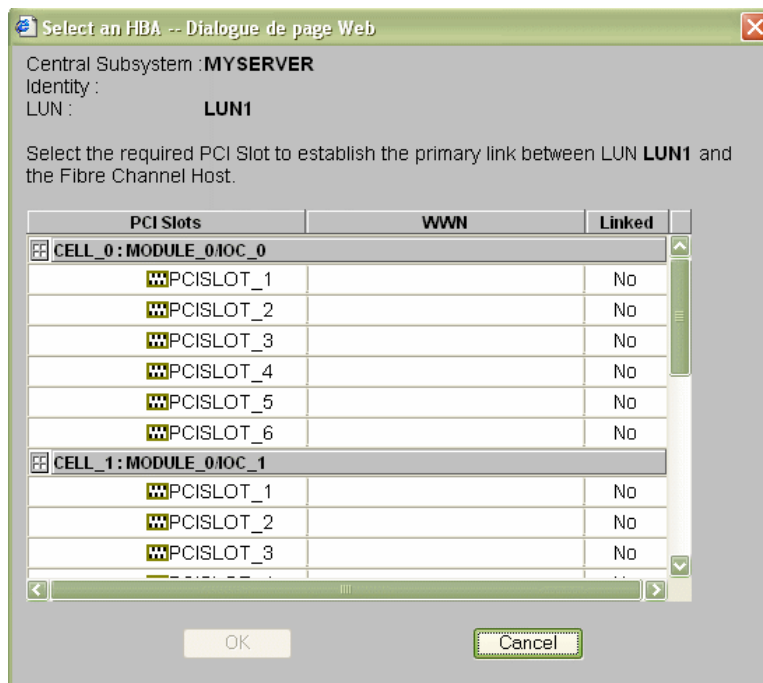 Select an HBA -- Dialogue de page Web
Central Subsystem : MYSERVER
Identity :
LUN : LUN1
Select the required PCI Slot to establish the primary link between LUN LUN1 and
the Fibre Channel Host.
PCI Slots WWN Linked
CELL_0 : MODULE_0/IOC_0
PCISLOT_1 No
PCISLOT_2 No
PCISLOT_3 No
PCISLOT_4 No
PCISLOT_5 No
PCISLOT_6 No
CELL_1 : MODULE_0/IOC_1
PCISLOT_1 No
PCISLOT_2 No
PCISLOT_3 No
OK Cancel